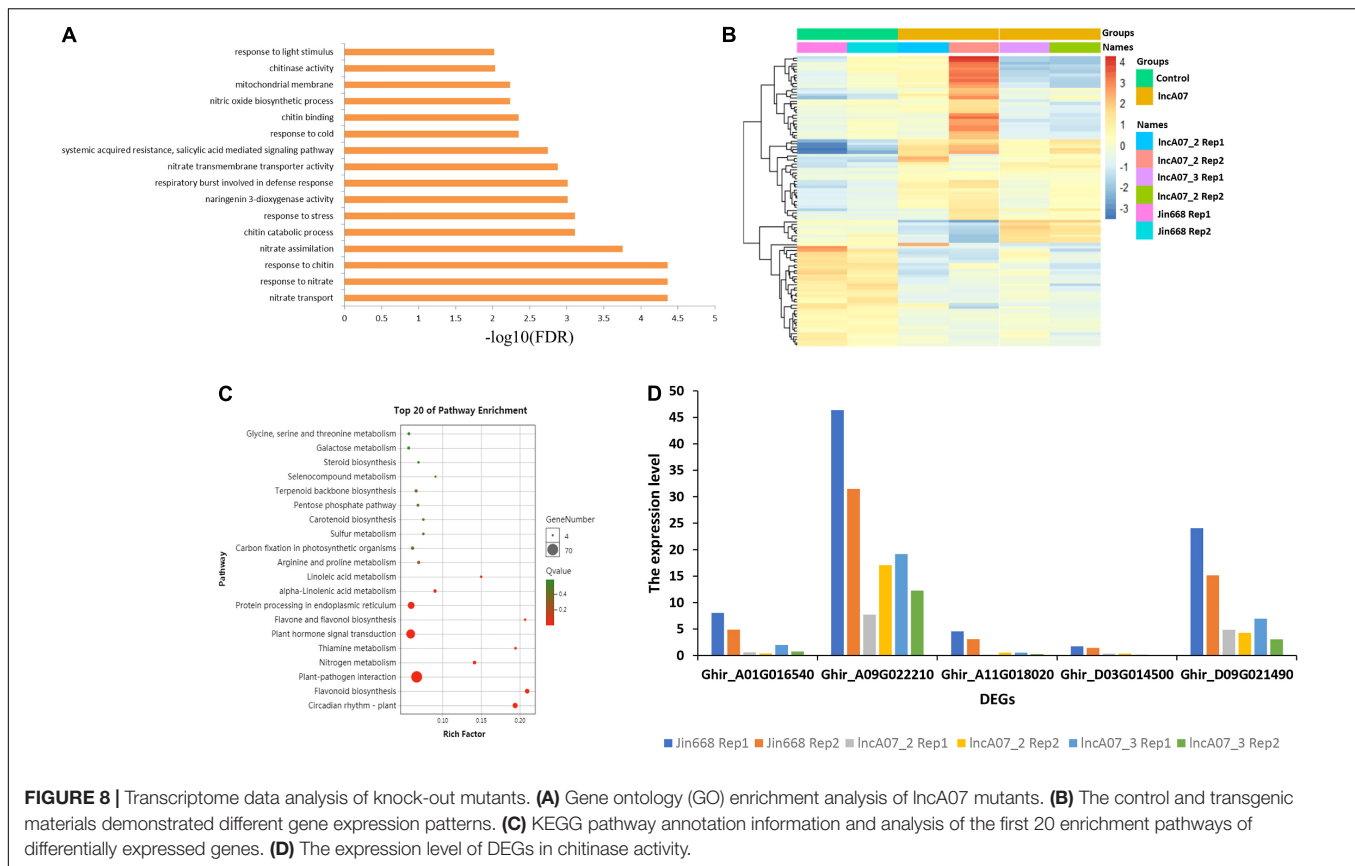 A
response to light stimulus
chitinase activity
mitochondrial membrane
nitric oxide biosynthetic process
chitin binding
response to cold
systemic acquired resistance, salicylic acid mediated signaling pathway
nitrate transmembrane transporter activity
respiratory burst involved in defense response
naringenin 3-dioxygenase activity
response to stress
chitin catabolic process
nitrate assimilation
response to chitin
response to nitrate
nitrate transport
0 0.5 1 1.5 2 2.5 3 3.5 4 4.5 5
-log10(FDR)
B
Groups
Names
4
3
2
1
0
-1
-2
-3
Groups
Control
lncA07
Names
lncA07_2 Rep1
lncA07_2 Rep2
lncA07_3 Rep1
lncA07_2 Rep2
Jin668 Rep1
Jin668 Rep2
C
Top 20 of Pathway Enrichment
Pathway
Glycine, serine and threonine metabolism
Galactose metabolism
Steroid biosynthesis
Selenocompound metabolism
Terpenoid backbone biosynthesis
Pentose phosphate pathway
Carotenoid biosynthesis
Sulfur metabolism
Carbon fixation in photosynthetic organisms
Arginine and proline metabolism
Linoleic acid metabolism
alpha-Linolenic acid metabolism
Protein processing in endoplasmic reticulum
Flavone and flavonol biosynthesis
Plant hormone signal transduction
Thiamine metabolism
Nitrogen metabolism
Plant-pathogen interaction
Flavonoid biosynthesis
Circadian rhythm - plant
0.10 0.15 0.20
Rich Factor
GeneNumber
4
70
Qvalue
0.4
0.2
D
The expression level
50
45
40
35
30
25
20
15
10
5
0
Ghir_A01G016540 Ghir_A09G022210 Ghir_A11G018020 Ghir_D03G014500 Ghir_D09G021490
DEGs
Jin668 Rep1 Jin668 Rep2 lncA07_2 Rep1 lncA07_2 Rep2 lncA07_3 Rep1 lncA07_3 Rep2
FIGURE 8 | Transcriptome data analysis of knock-out mutants. (A) Gene ontology (GO) enrichment analysis of lncA07 mutants. (B) The control and transgenic
materials demonstrated different gene expression patterns. (C) KEGG pathway annotation information and analysis of the first 20 enrichment pathways of
differentially expressed genes. (D) The expression level of DEGs in chitinase activity.